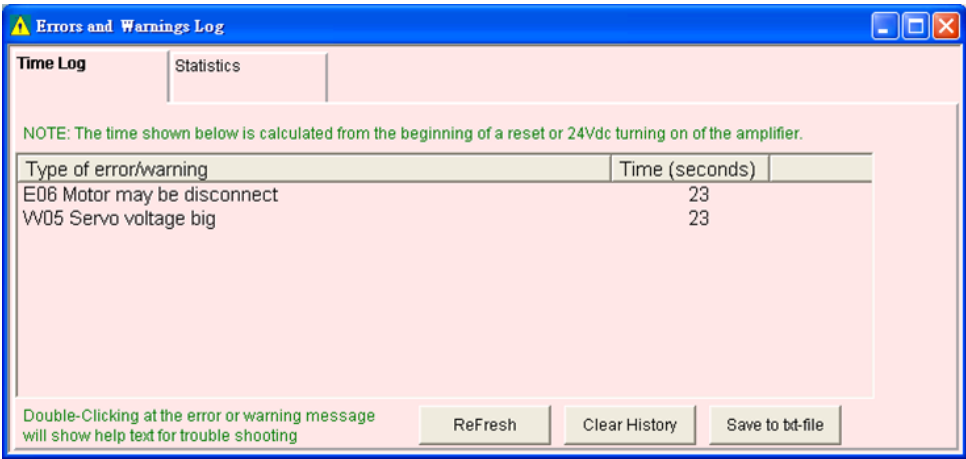 Errors and Warnings Log
Time Log Statistics
NOTE: The time shown below is calculated from the beginning of a reset or 24Vdc turning on of the amplifier.
Type of error/warning Time (seconds)
E06 Motor may be disconnect 23
W05 Servo voltage big 23
Double-Clicking at the error or warning message
will show help text for trouble shooting
ReFresh Clear History Save to txt-file